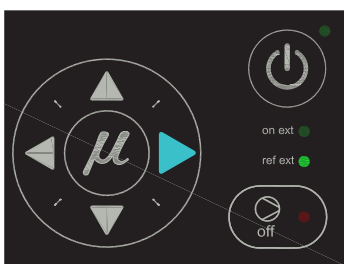 μ
on ext
ref ext
off